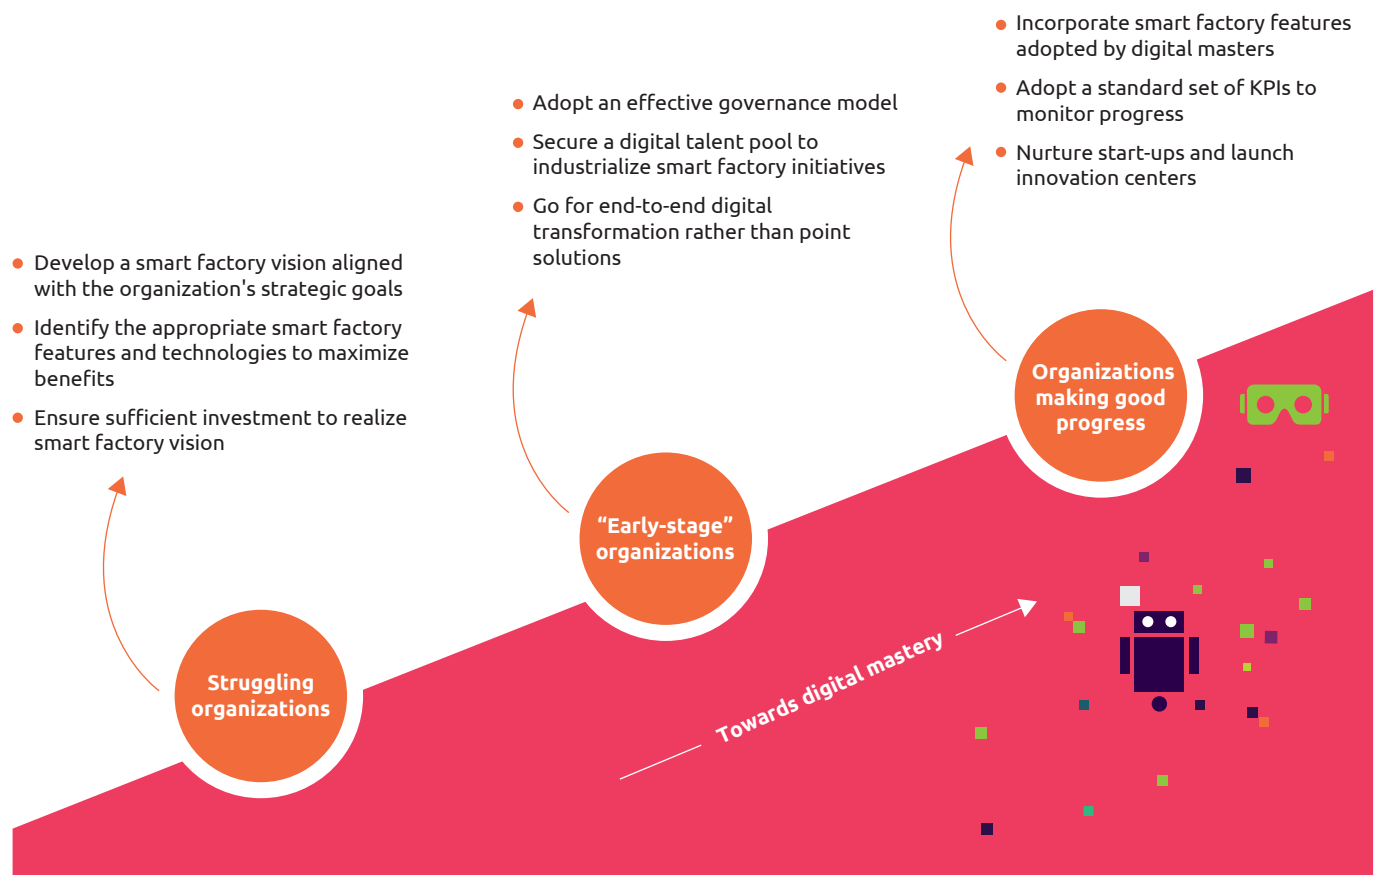 Incorporate smart factory features
adopted by digital masters
Adopt a standard set of KPIs to
monitor progress
Nurture start-ups and launch
innovation centers
Adopt an effective governance model
Secure a digital talent pool to
industrialize smart factory initiatives
Go for end-to-end digital
transformation rather than point
solutions
Develop a smart factory vision aligned
with the organization's strategic goals
Identify the appropriate smart factory
features and technologies to maximize
benefits
Ensure sufficient investment to realize
smart factory vision
Organizations
making good
progress
“Early-stage”
organizations
Struggling
organizations
Towards digital mastery